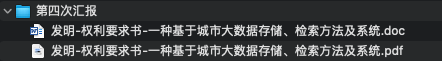 第四次汇报
发明-权利要求书-一种基于城市大数据存储、检索方法及系统.doc
发明-权利要求书-一种基于城市大数据存储、检索方法及系统.pdf